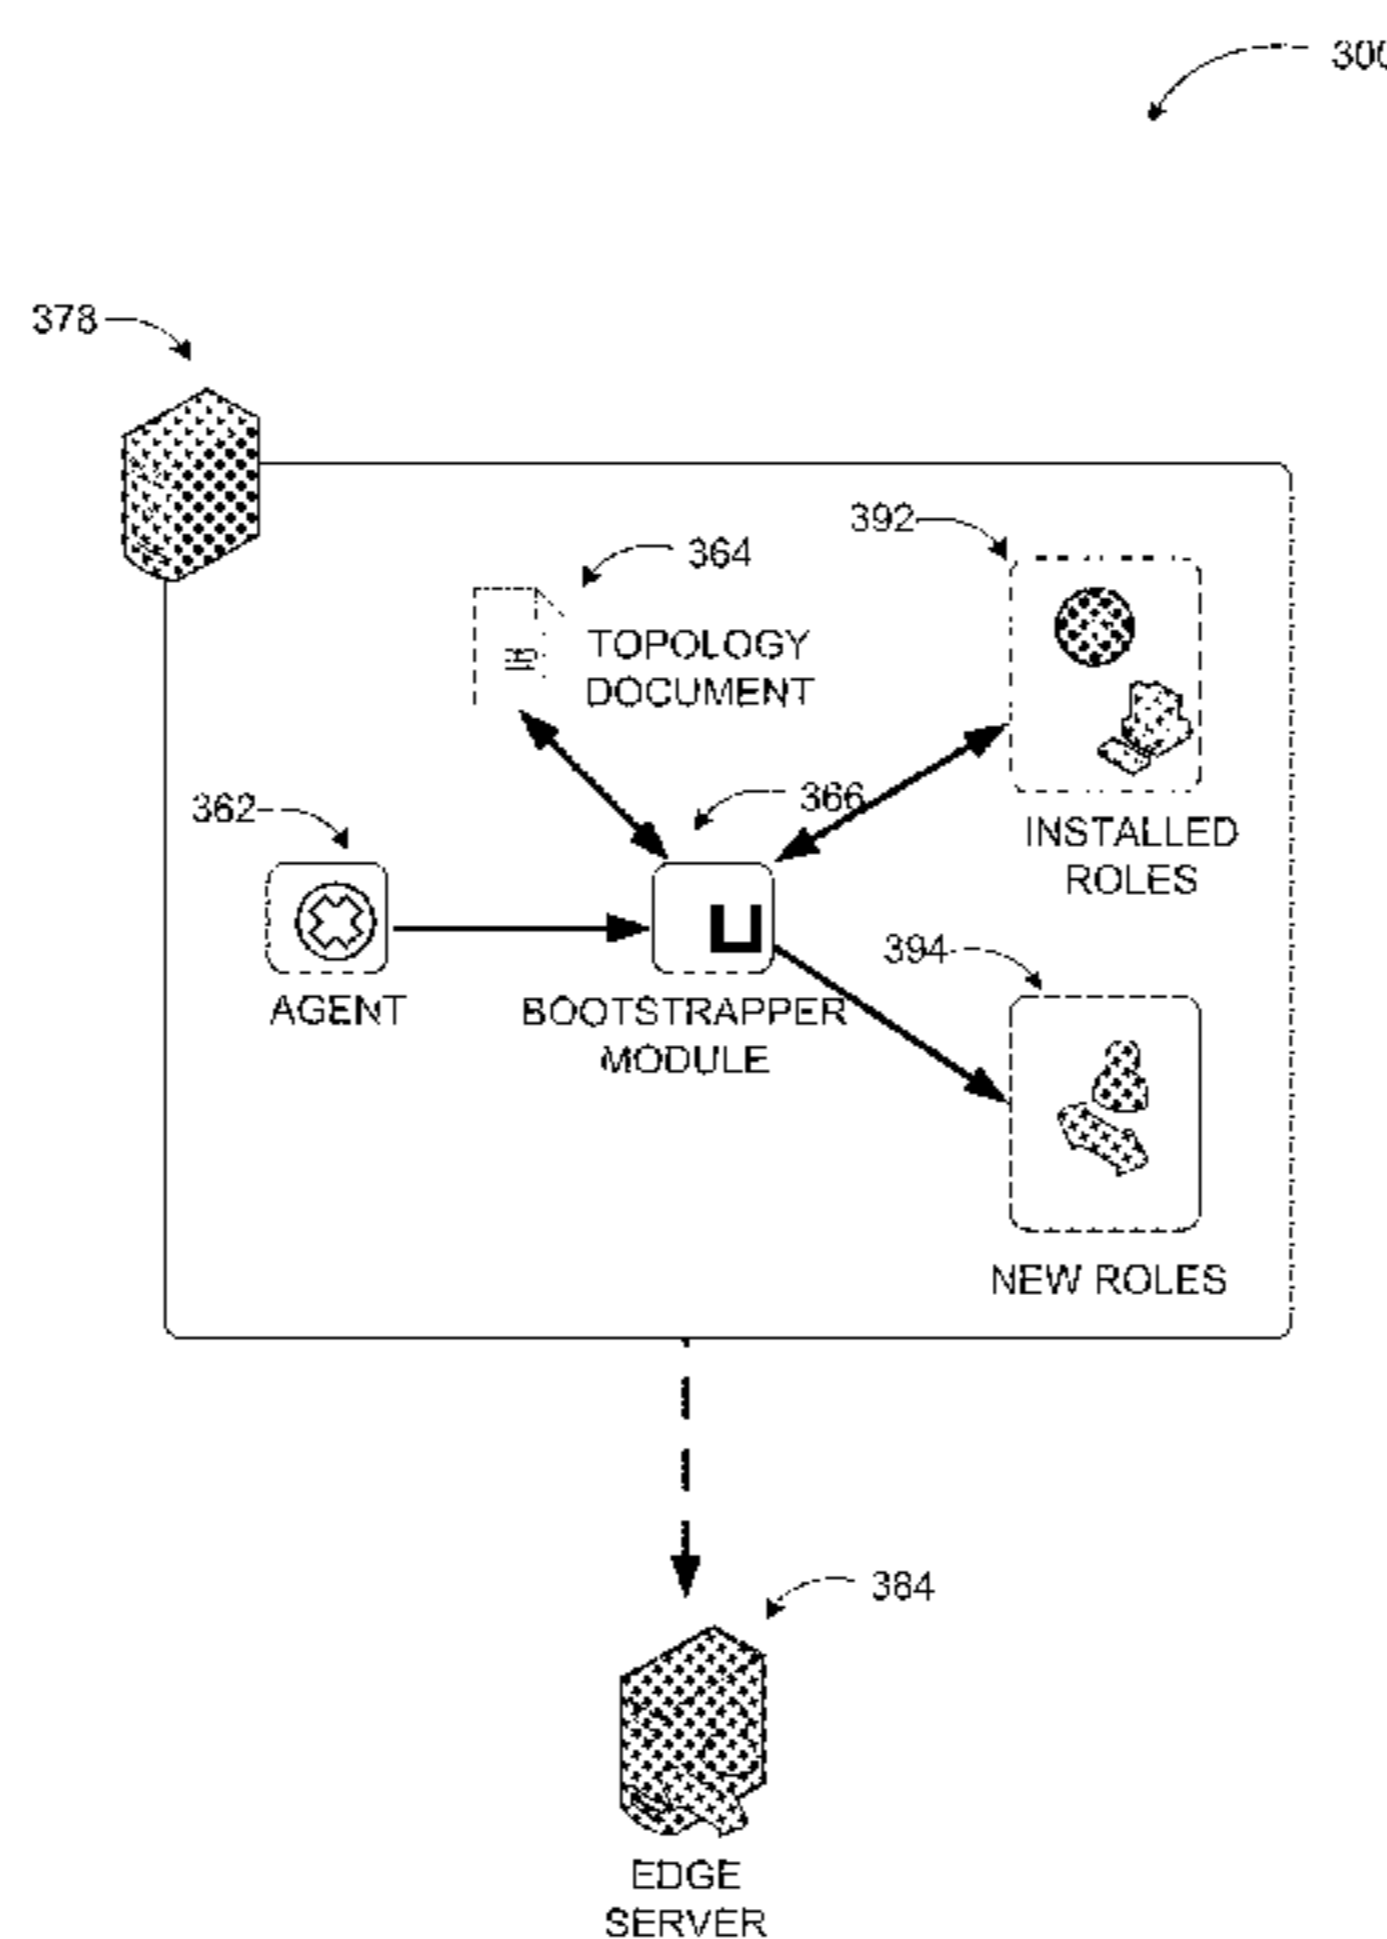 300
378
392
364
TOPOLOGY
DOCUMENT
366
362
INSTALLED
ROLES
394
AGENT
BOOTSTRAPPER
MODULE
NEW ROLES
384
EDGE
SERVER